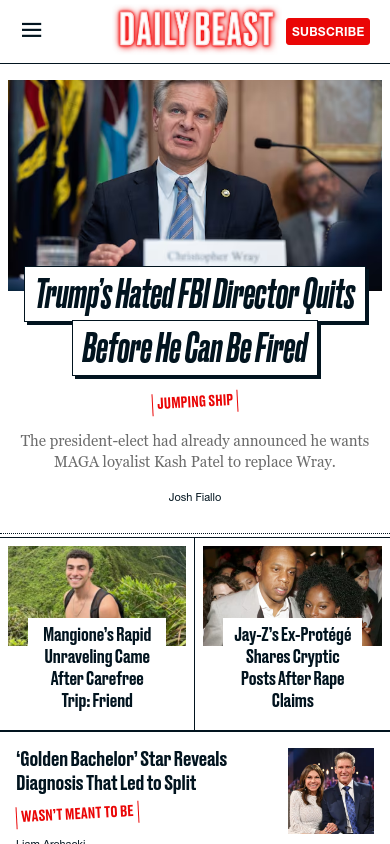 DAILY BEAST
SUBSCRIBE
Christopher Wray
Trump’s Hated FBI Director Quits
Before He Can Be Fired
JUMPING SHIP
The president-elect had already announced he wants
MAGA loyalist Kash Patel to replace Wray.
Josh Fiallo
Mangione’s Rapid
Unraveling Came
After Carefree
Trip: Friend
Jay-Z’s Ex-Protégé
Shares Cryptic
Posts After Rape
Claims
‘Golden Bachelor’ Star Reveals
Diagnosis That Led to Split
WASN’T MEANT TO BE